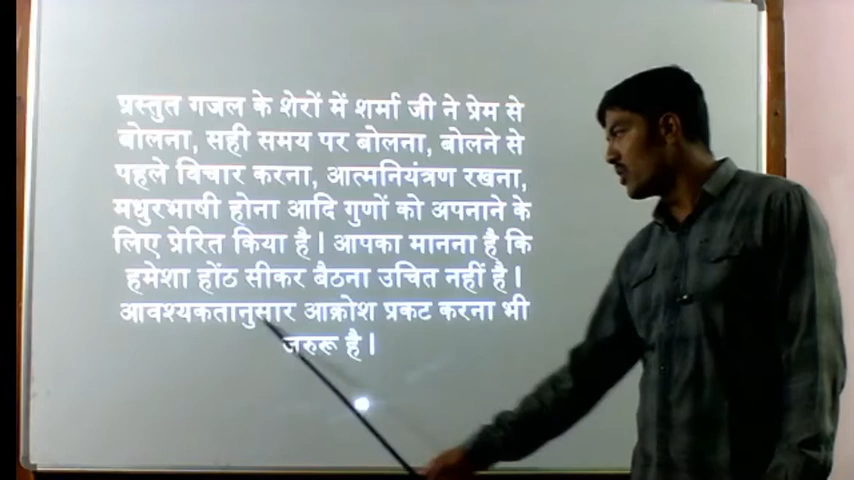 प्रस्तुत गजल के शेरों में शर्मा जी ने प्रेम से
बोलना, सही समय पर बोलना, बोलने से
पहले विचार करना, आत्मनियंत्रण रखना,
मधुरभाषी होना आदि गुणों को अपनाने के
लिए प्रेरित किया है। आपका मानना है कि
हमेशा होंठ सीकर बैठना उचित नहीं है।
आवश्यकतानुसार आक्रोश प्रकट करना भी
जरुरू है।